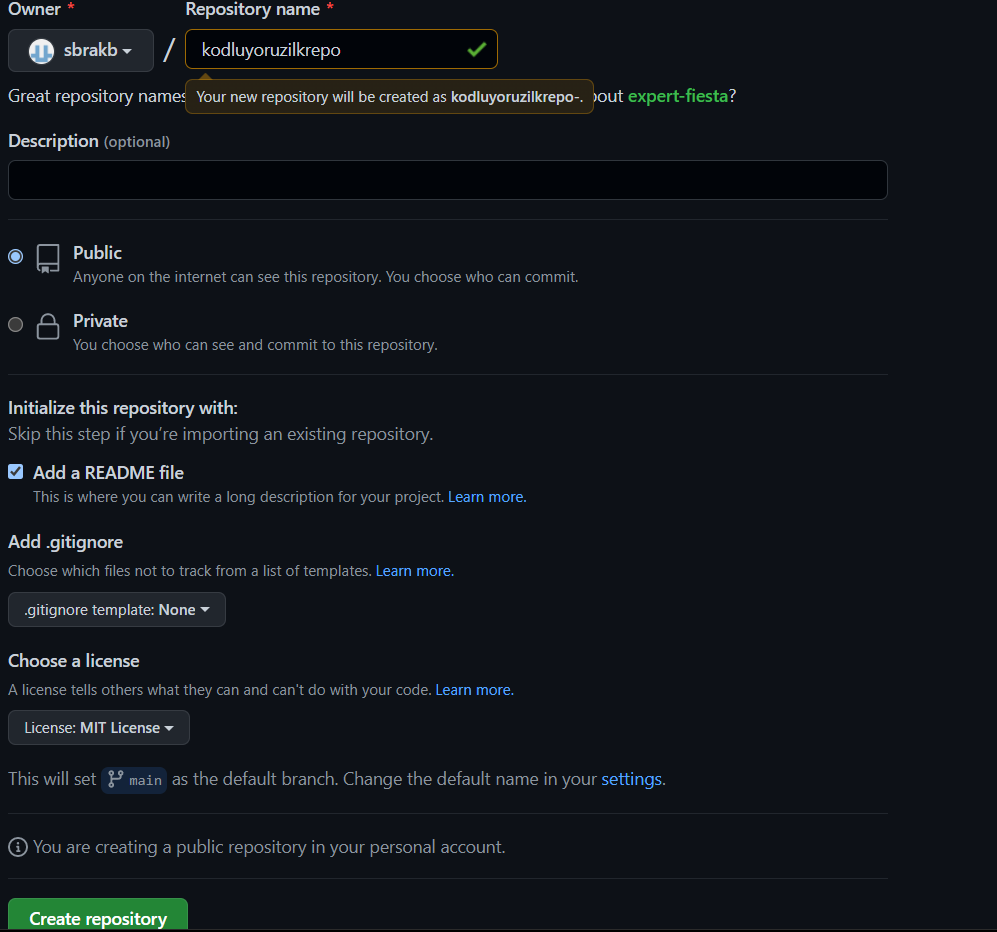 Owner * Repository name *
sbrakb / kodluyoruzilkrepo
Great repository names
Your new repository will be created as kodluyoruzilkrepo-.
bout expert-fiesta?
Description (optional)
Public
Anyone on the internet can see this repository. You choose who can commit.
Private
You choose who can see and commit to this repository.
Initialize this repository with:
Skip this step if you’re importing an existing repository.
Add a README file
This is where you can write a long description for your project. Learn more.
Add .gitignore
Choose which files not to track from a list of templates. Learn more.
.gitignore template: None
Choose a license
A license tells others what they can and can't do with your code. Learn more.
License: MIT License
This will set main as the default branch. Change the default name in your settings.
You are creating a public repository in your personal account.
Create repository